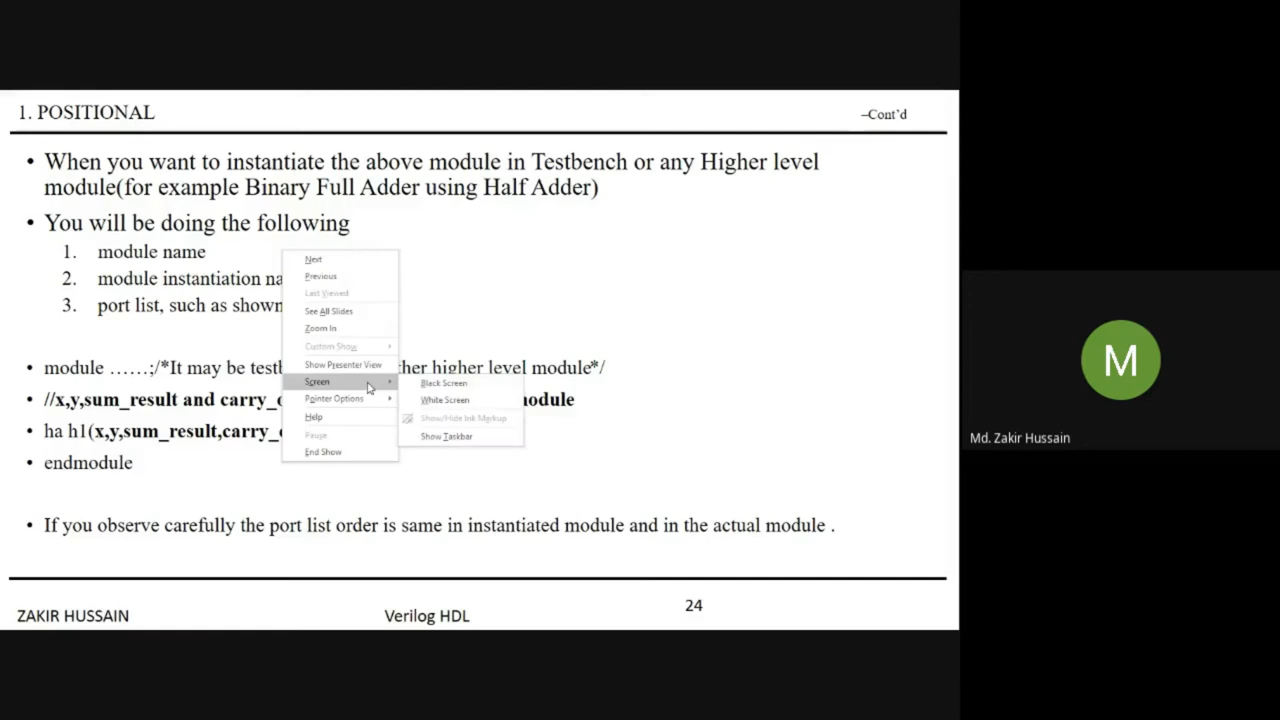 1. POSITIONAL
–Cont'd
• When you want to instantiate the above module in Testbench or any Higher level
module(for example Binary Full Adder using Half Adder)
• You will be doing the following
1. module name
2. module instantiation na
3. port list, such as shown
• module ……;/*It may be testb
ther higher level module*/
• //x,y,sum_result and carry_o
module
• ha h1(x,y,sum_result,carry_o
• endmodule
• If you observe carefully the port list order is same in instantiated module and in the actual module .
Next
Previous
Last Viewed
See All Slides
Zoom In
Custom Show
Show Presenter View
Screen
Pointer Options
Help
Pause
End Show
Black Screen
White Screen
Show/Hide Ink Markup
Show Taskbar
ZAKIR HUSSAIN
Verilog HDL
24
M
Md. Zakir Hussain